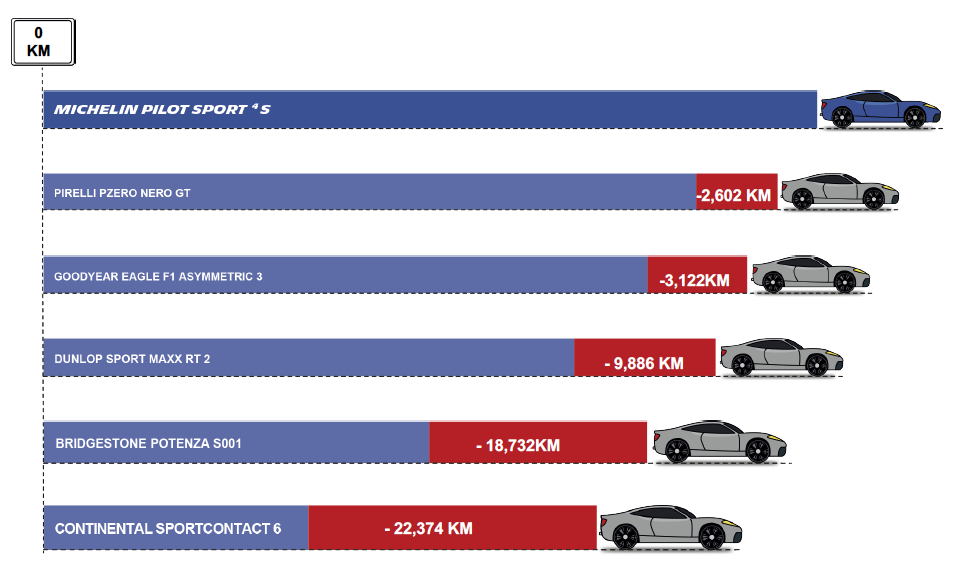 0
KM
MICHELIN PILOT SPORT 4 S
PIRELLI PZERO NERO GT
-2,602 KM
GOODYEAR EAGLE F1 ASYMMETRIC 3
-3,122KM
DUNLOP SPORT MAXX RT 2
- 9,886 KM
BRIDGESTONE POTENZA S001
- 18,732KM
CONTINENTAL SPORTCONTACT 6
- 22,374 KM